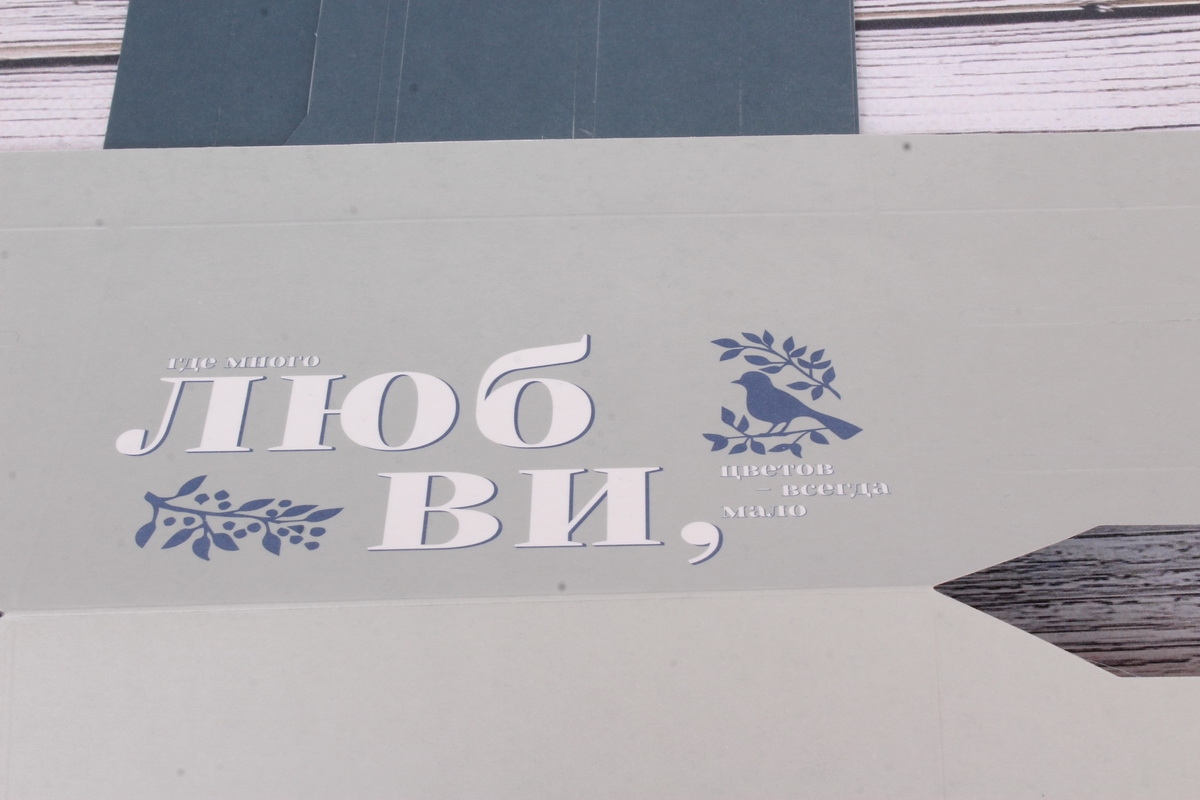 где много
люб
ви,
цветов
– всегда
мало